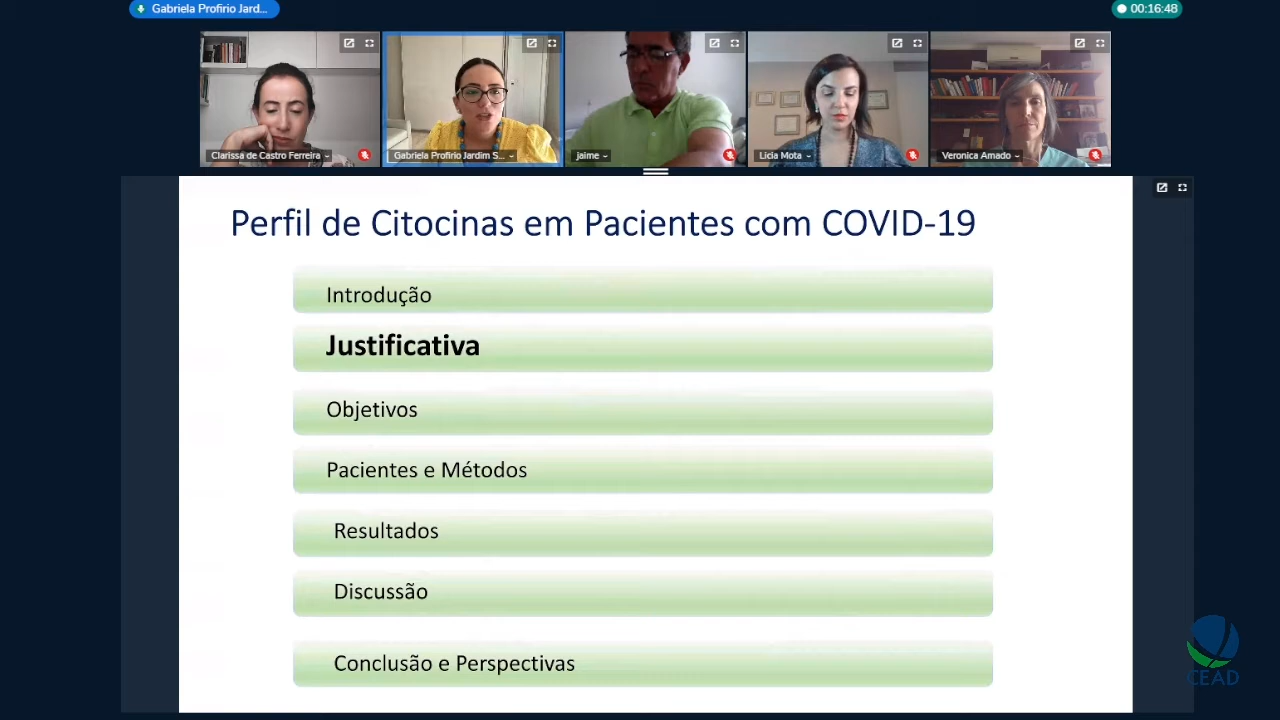 Gabriela Profirio Jard...
00:16:48
Clarissa de Castro Ferreira
Gabriela Profirio Jardim S...
jaime
Licia Mota
Veronica Amado
Perfil de Citocinas em Pacientes com COVID-19
Introdução
Justificativa
Objetivos
Pacientes e Métodos
Resultados
Discussão
Conclusão e Perspectivas
CEAD